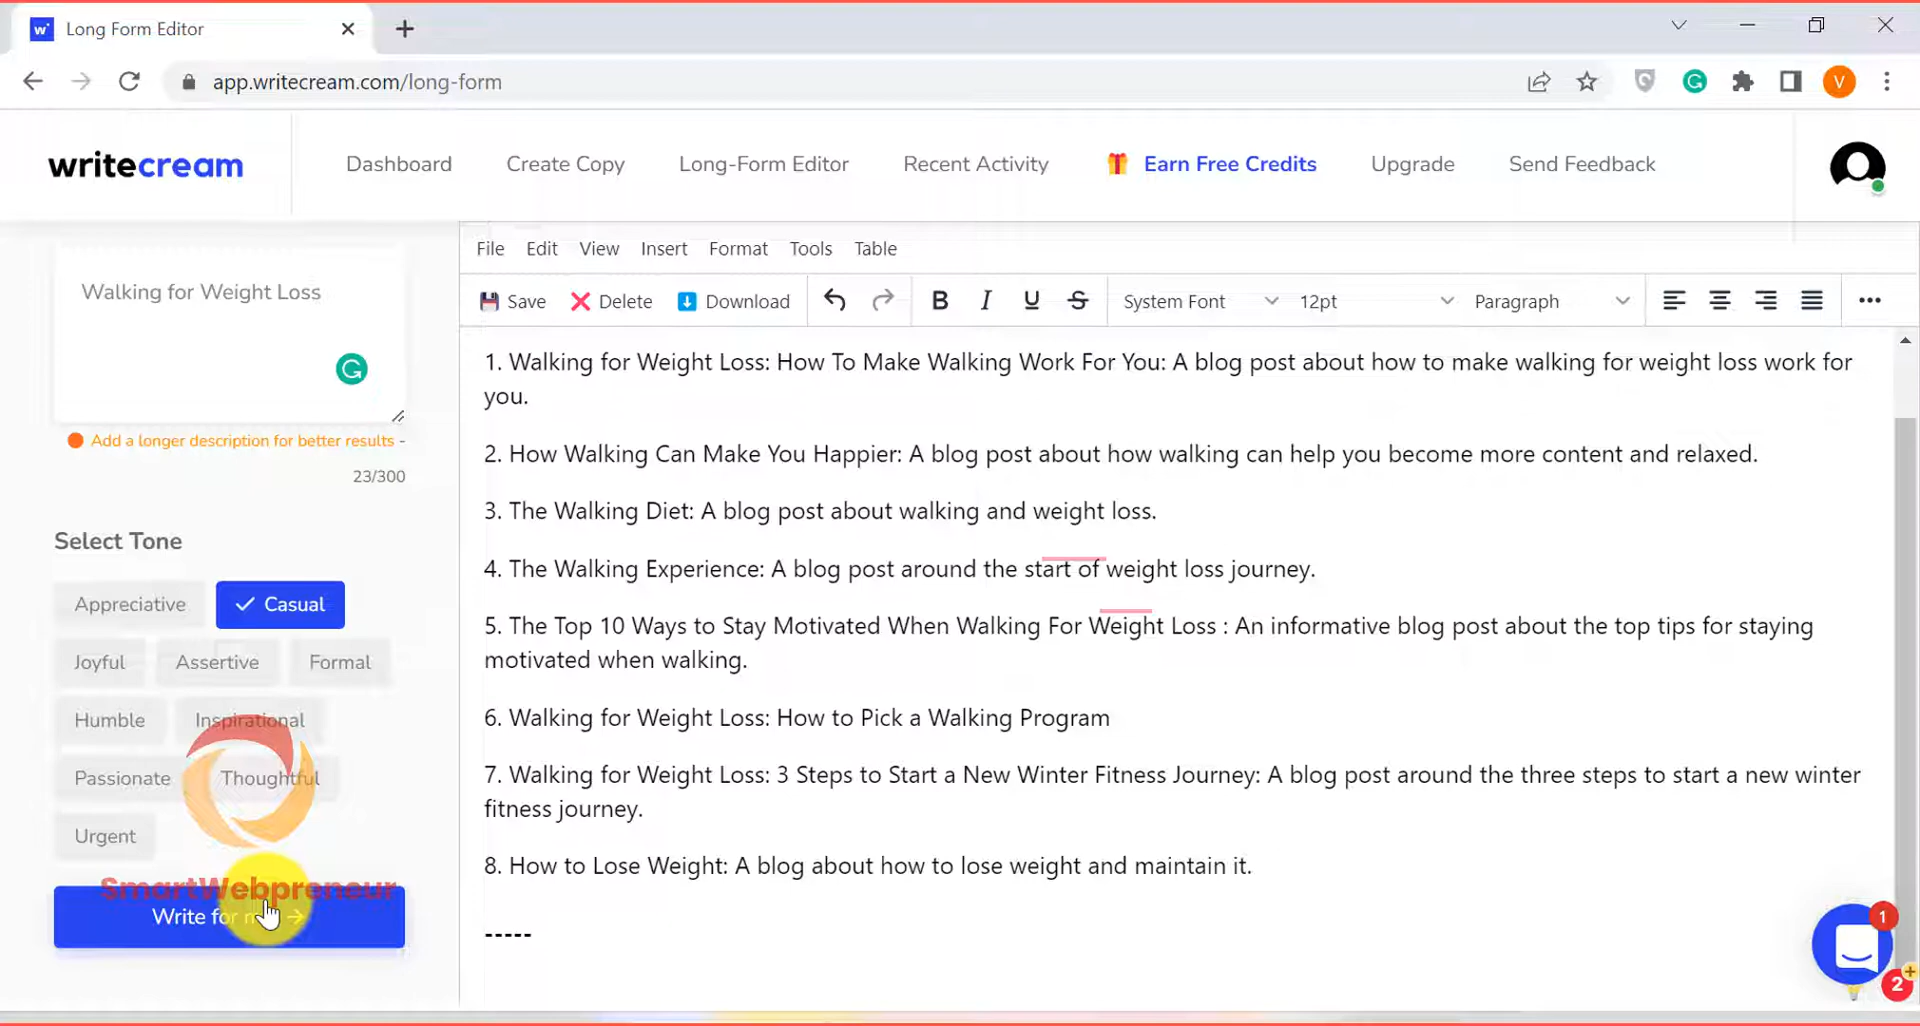 Long Form Editor
app.writecream.com/long-form
V
writecream
Dashboard
Create Copy
Long-Form Editor
Recent Activity
Earn Free Credits
Upgrade
Send Feedback
Walking for Weight Loss
Add a longer description for better results -
23/300
Select Tone
Appreciative
Casual
Joyful
Assertive
Formal
Humble
Inspirational
Passionate
Thoughtful
Urgent
SmartWebpreneur
Write for
File Edit View Insert Format Tools Table
Save Delete Download B I U S System Font 12pt Paragraph
1. Walking for Weight Loss: How To Make Walking Work For You: A blog post about how to make walking for weight loss work for
you.
2. How Walking Can Make You Happier: A blog post about how walking can help you become more content and relaxed.
3. The Walking Diet: A blog post about walking and weight loss.
4. The Walking Experience: A blog post around the start of weight loss journey.
5. The Top 10 Ways to Stay Motivated When Walking For Weight Loss : An informative blog post about the top tips for staying
motivated when walking.
6. Walking for Weight Loss: How to Pick a Walking Program
7. Walking for Weight Loss: 3 Steps to Start a New Winter Fitness Journey: A blog post around the three steps to start a new winter
fitness journey.
8. How to Lose Weight: A blog about how to lose weight and maintain it.
-----
1
2